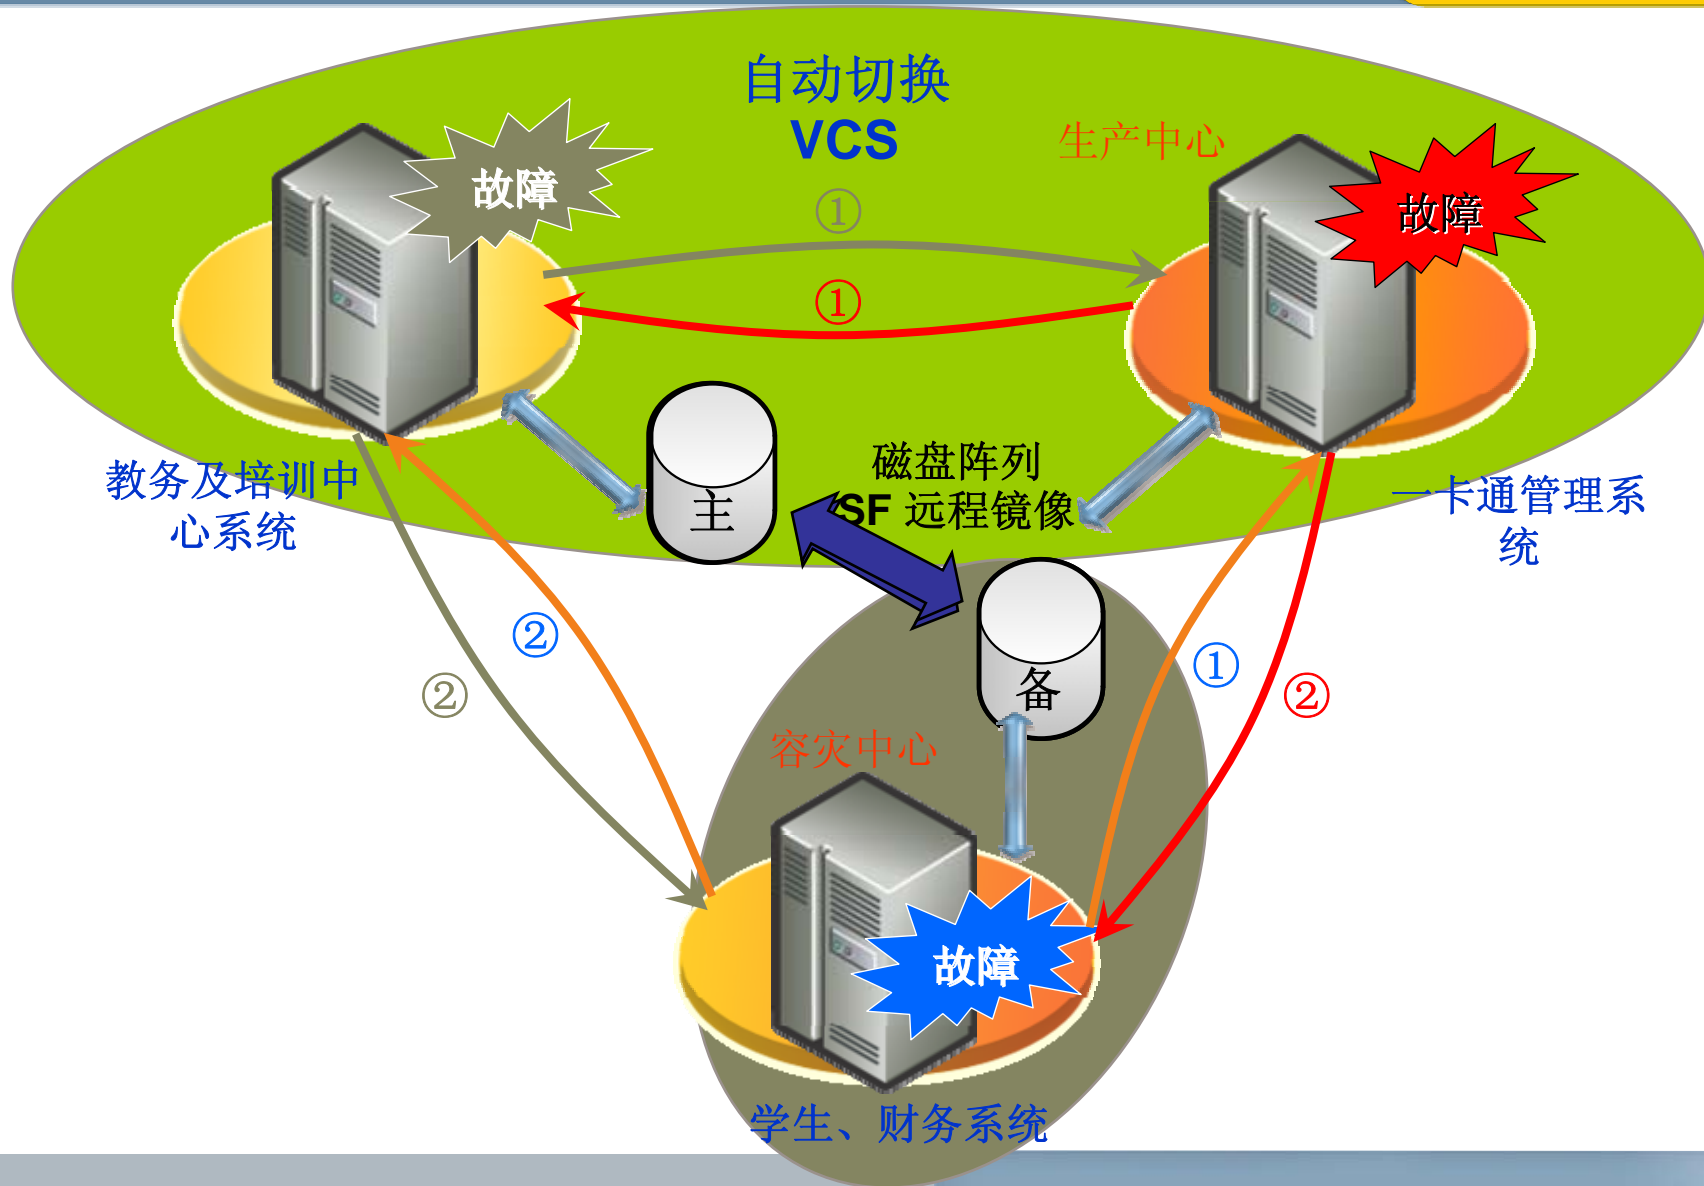 自动切换
VCS
生产中心
故障
故障
①
①
教务及培训中
心系统
主
磁盘阵列
SF 远程镜像
一卡通管理系
统
②
②
①
②
备
容灾中心
故障
学生、财务系统